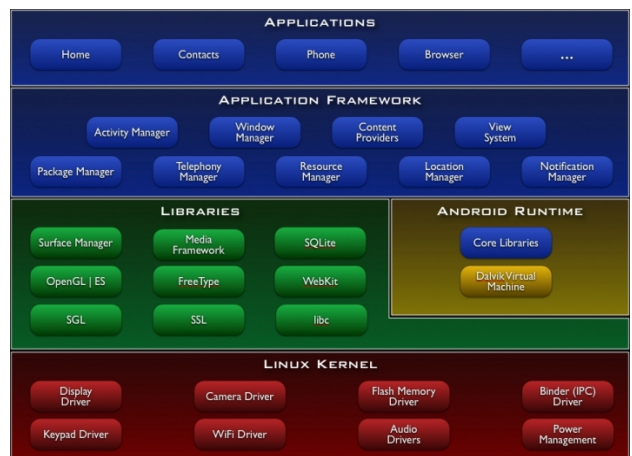 APPLICATIONS
Home Contacts Phone Browser ...
APPLICATION FRAMEWORK
Activity Manager Window Manager Content Providers View System
Package Manager Telephony Manager Resource Manager Location Manager Notification Manager
LIBRARIES
Surface Manager Media Framework SQLite
OpenGL | ES FreeType WebKit
SGL SSL libc
ANDROID RUNTIME
Core Libraries
Dalvik Virtual Machine
LINUX KERNEL
Display Driver Camera Driver Flash Memory Driver Binder (IPC) Driver
Keypad Driver WiFi Driver Audio Drivers Power Management